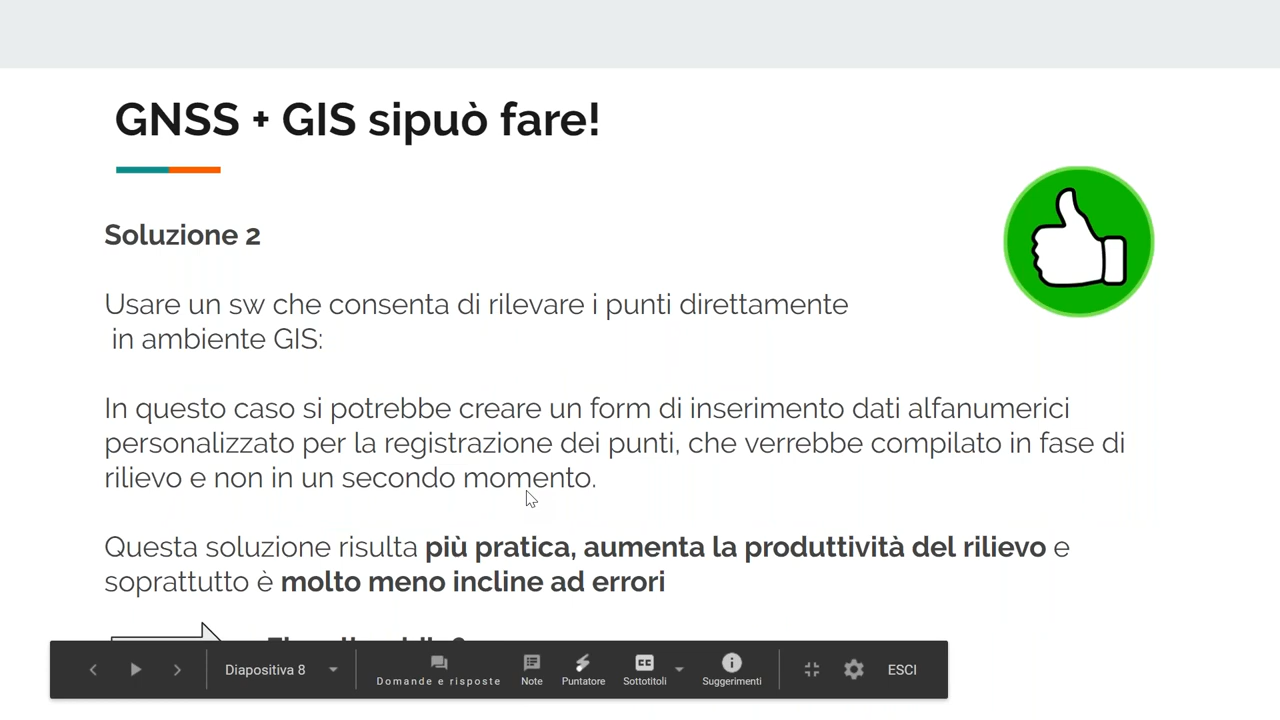 GNSS + GIS sipuò fare!
Soluzione 2
Usare un sw che consenta di rilevare i punti direttamente
in ambiente GIS:
In questo caso si potrebbe creare un form di inserimento dati alfanumerici
personalizzato per la registrazione dei punti, che verrebbe compilato in fase di
rilievo e non in un secondo momento.
Questa soluzione risulta più pratica, aumenta la produttività del rilievo e
soprattutto è molto meno incline ad errori
Diapositiva 8
Domande e risposte
Note
Puntatore
CC
Sottotitoli
Suggerimenti
ESCI